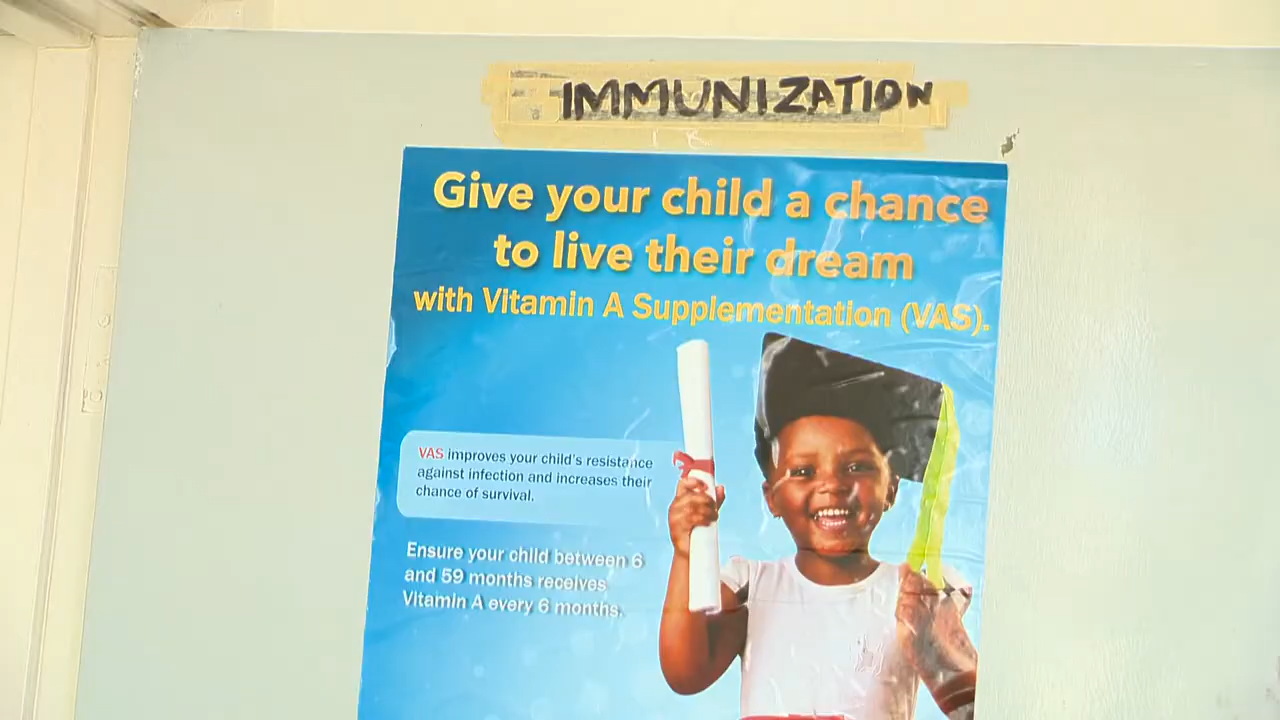 IMMUNIZATION
Give your child a chance
to live their dream
with Vitamin A Supplementation (VAS).
VAS improves your child's resistance
against infection and increases their
chance of survival.
Ensure your child between 6
and 59 months receives
Vitamin A every 6 months.